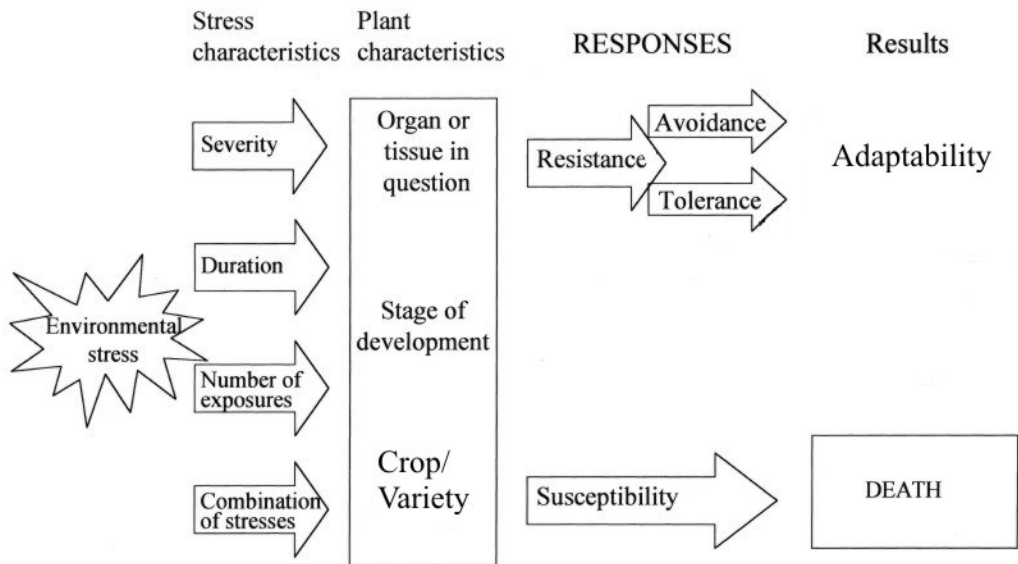 Stress
characteristics
Plant
characteristics
RESPONSES
Results
Severity
Duration
Environmental
stress
Number of
exposures
Combination
of stresses
Organ or
tissue in
question
Stage of
development
Crop/
Variety
Resistance
Avoidance
Tolerance
Susceptibility
Adaptability
DEATH